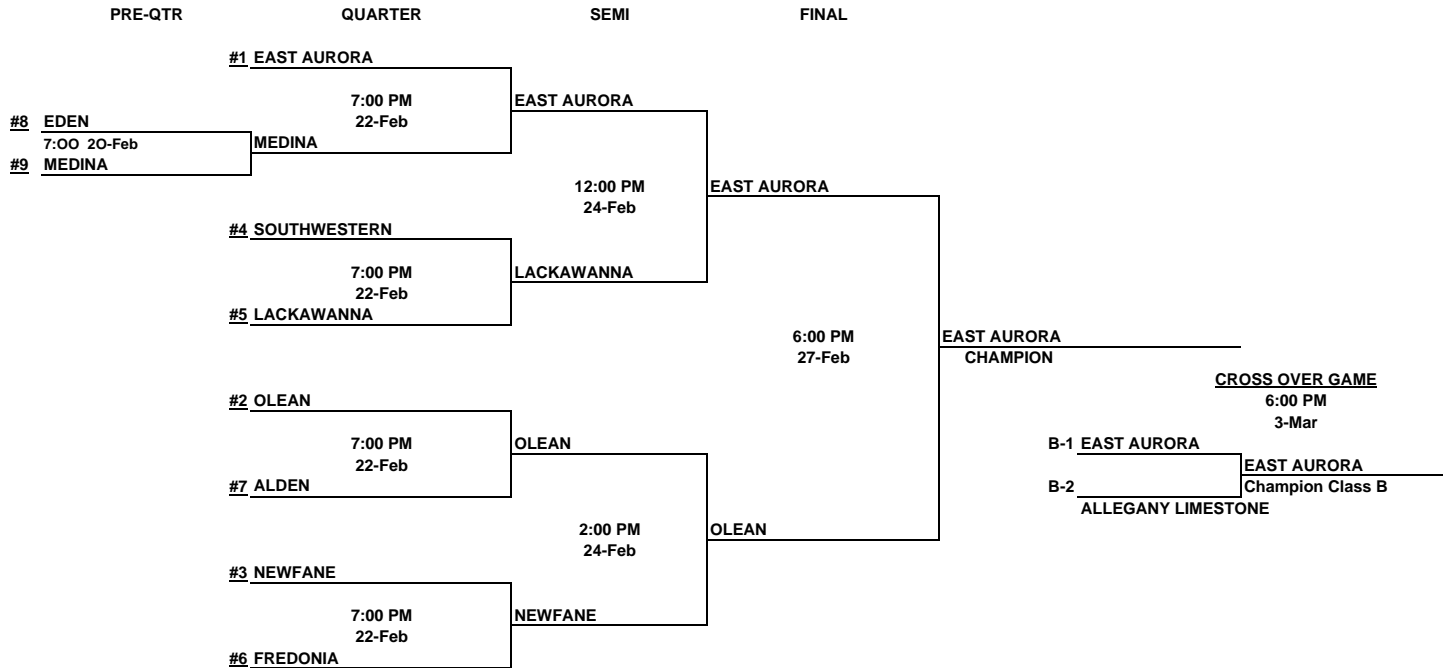 PRE-QTR QUARTER SEMI FINAL
#1 EAST AURORA
7:00 PM EAST AURORA
#8 EDEN 22-Feb
7:OO 2O-Feb MEDINA
#9 MEDINA
12:00 PM EAST AURORA
24-Feb
#4 SOUTHWESTERN
7:00 PM LACKAWANNA
22-Feb
#5 LACKAWANNA
6:00 PM EAST AURORA
27-Feb CHAMPION
CROSS OVER GAME
#2 OLEAN 6:00 PM
3-Mar
7:00 PM OLEAN B-1 EAST AURORA
22-Feb EAST AURORA
#7 ALDEN B-2 Champion Class B
ALLEGANY LIMESTONE
2:00 PM OLEAN
24-Feb
#3 NEWFANE
7:00 PM NEWFANE
22-Feb
#6 FREDONIA